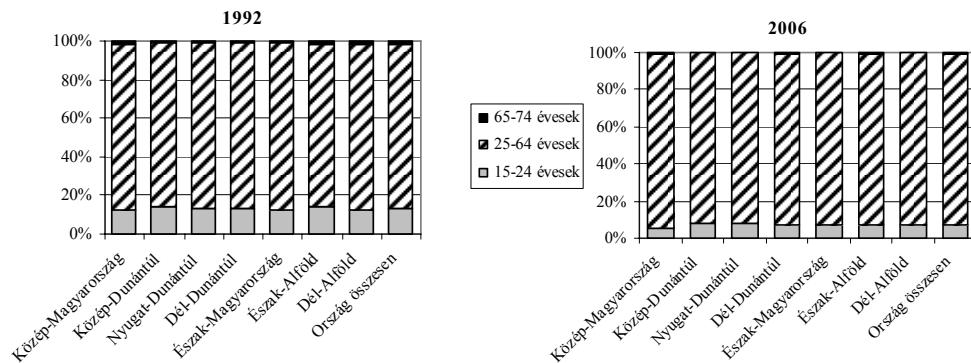 1992
100%
80%
60%
40%
20%
0%
Közép-Magyarország
Közép-Dunántúl
Nyugat-Dunántúl
Dél-Dunántúl
Észak-Magyarország
Észak-Alföld
Dél-Alföld
Ország összesen
65-74 évesek
25-64 évesek
15-24 évesek
2006
100%
80%
60%
40%
20%
0%
Közép-Magyarország
Közép-Dunántúl
Nyugat-Dunántúl
Dél-Dunántúl
Észak-Magyarország
Észak-Alföld
Dél-Alföld
Ország összesen